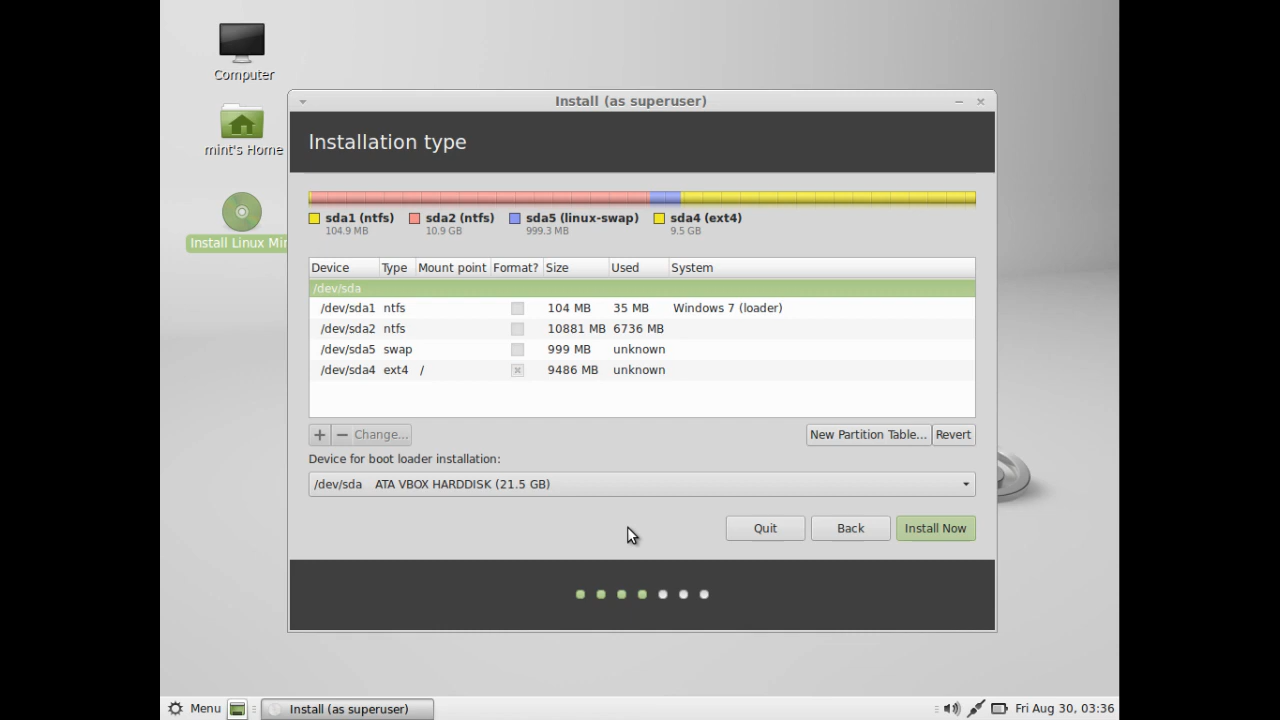 Computer
mint's Home
Install Linux Min
Install (as superuser)
Installation type
sda1 (ntfs) sda2 (ntfs) sda5 (linux-swap) sda4 (ext4)
104.9 MB 10.9 GB 999.3 MB 9.5 GB
Device Type Mount point Format? Size Used System
/dev/sda
/dev/sda1 ntfs 104 MB 35 MB Windows 7 (loader)
/dev/sda2 ntfs 10881 MB 6736 MB
/dev/sda5 swap 999 MB unknown
/dev/sda4 ext4 / 9486 MB unknown
+ − Change... New Partition Table... Revert
Device for boot loader installation:
/dev/sda ATA VBOX HARDDISK (21.5 GB)
Quit Back Install Now
Menu Install (as superuser) Fri Aug 30, 03:36